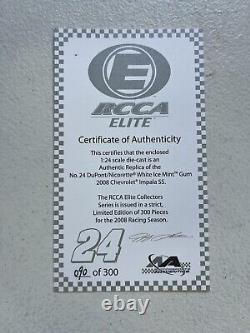 E
RCCA
ELITE
Certificate of Authenticity
This certifies that the enclosed
1:24 scale die-cast is an
Authentic Replica of the
No. 24 DuPont/Nicorette® White Ice Mint™ Gum
2008 Chevrolet® Impala SS.
The RCCA Elite Collectors
Series is issued in a strict,
Limited Edition of 300 Pieces
for the 2008 Racing Season.
24
090 of 300